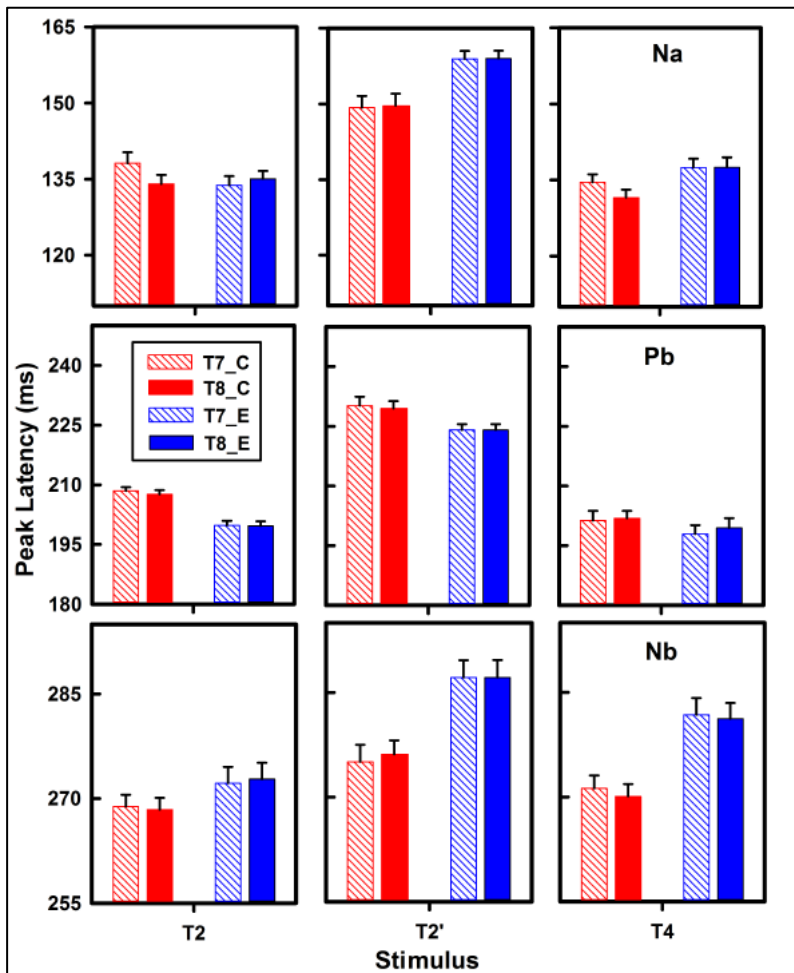 165
150
135
120
Na
Peak Latency (ms)
240
225
210
195
180
T7_C
T8_C
T7_E
T8_E
Pb
285
270
255
Nb
T2
T2'
T4
Stimulus